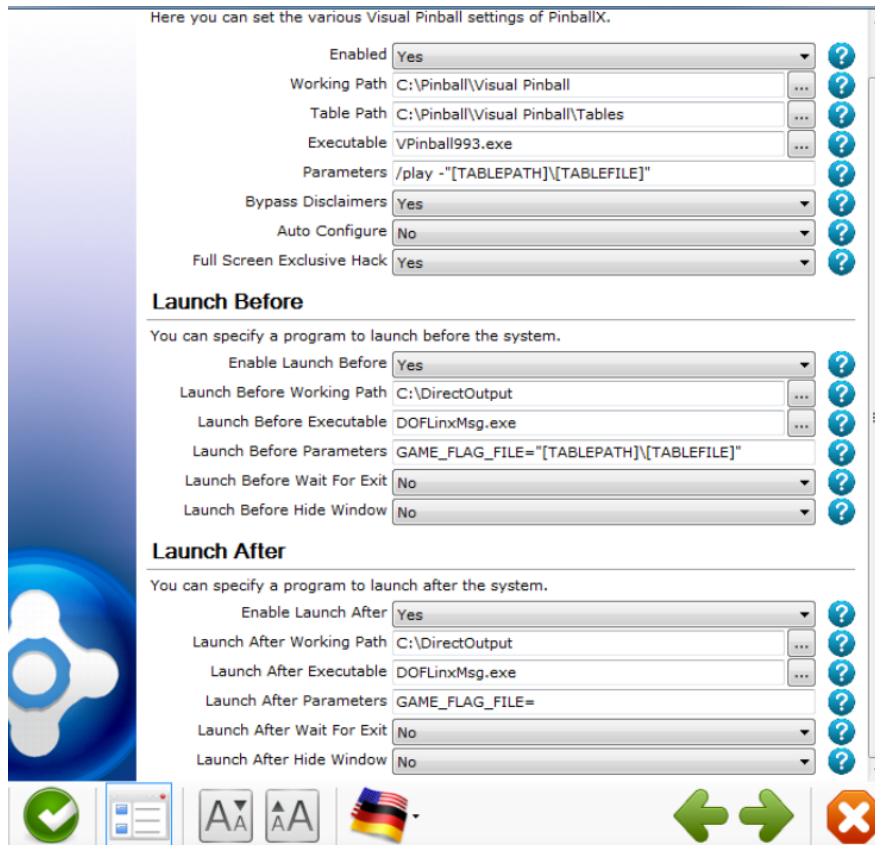 Here you can set the various Visual Pinball settings of PinballX.
Enabled Yes
Working Path C:\Pinball\Visual Pinball ...
Table Path C:\Pinball\Visual Pinball\Tables ...
Executable VPinball993.exe ...
Parameters /play -"[TABLEPATH]\[TABLEFILE]"
Bypass Disclaimers Yes
Auto Configure No
Full Screen Exclusive Hack Yes
Launch Before
You can specify a program to launch before the system.
Enable Launch Before Yes
Launch Before Working Path C:\DirectOutput ...
Launch Before Executable DOFLinxMsg.exe ...
Launch Before Parameters GAME_FLAG_FILE="[TABLEPATH]\[TABLEFILE]"
Launch Before Wait For Exit No
Launch Before Hide Window No
Launch After
You can specify a program to launch after the system.
Enable Launch After Yes
Launch After Working Path C:\DirectOutput ...
Launch After Executable DOFLinxMsg.exe ...
Launch After Parameters GAME_FLAG_FILE=
Launch After Wait For Exit No
Launch After Hide Window No
AA AA